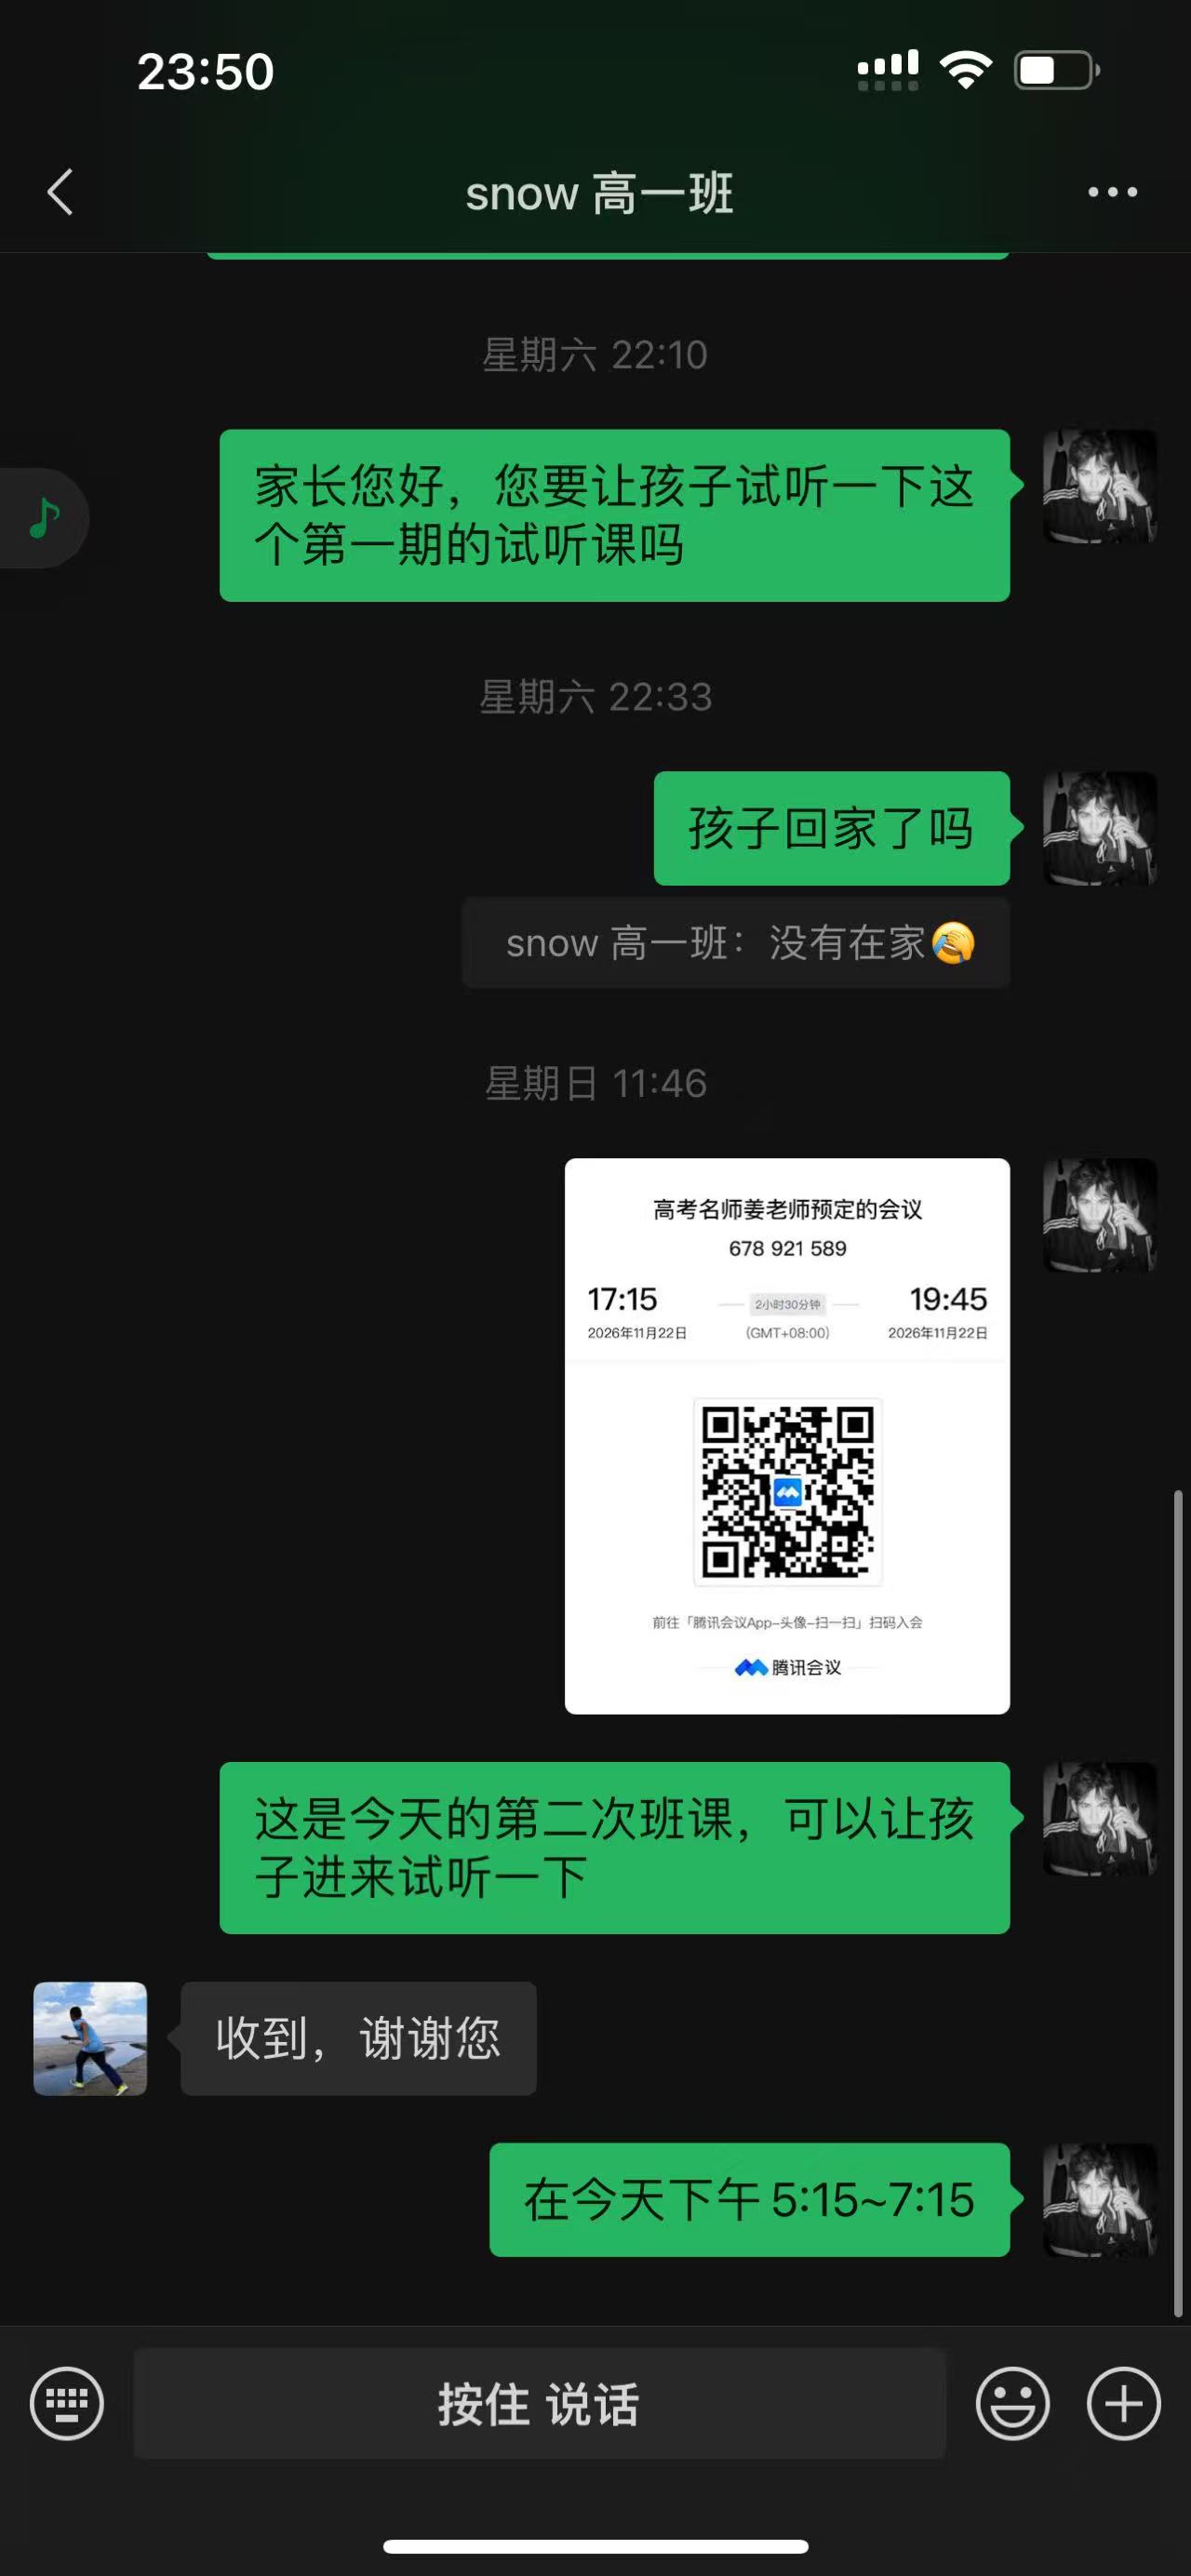 23:50
snow 高一班
星期六 22:10
家长您好，您要让孩子试听一下这
个第一期的试听课吗
星期六 22:33
孩子回家了吗
snow 高一班：没有在家🤦
星期日 11:46
高考名师姜老师预定的会议
678 921 589
17:15 2小时30分钟 19:45
2026年11月22日 (GMT+08:00) 2026年11月22日
前往「腾讯会议App-头像-扫一扫」扫码入会
腾讯会议
这是今天的第二次班课，可以让孩
子进来试听一下
收到，谢谢您
在今天下午 5:15~7:15
按住 说话